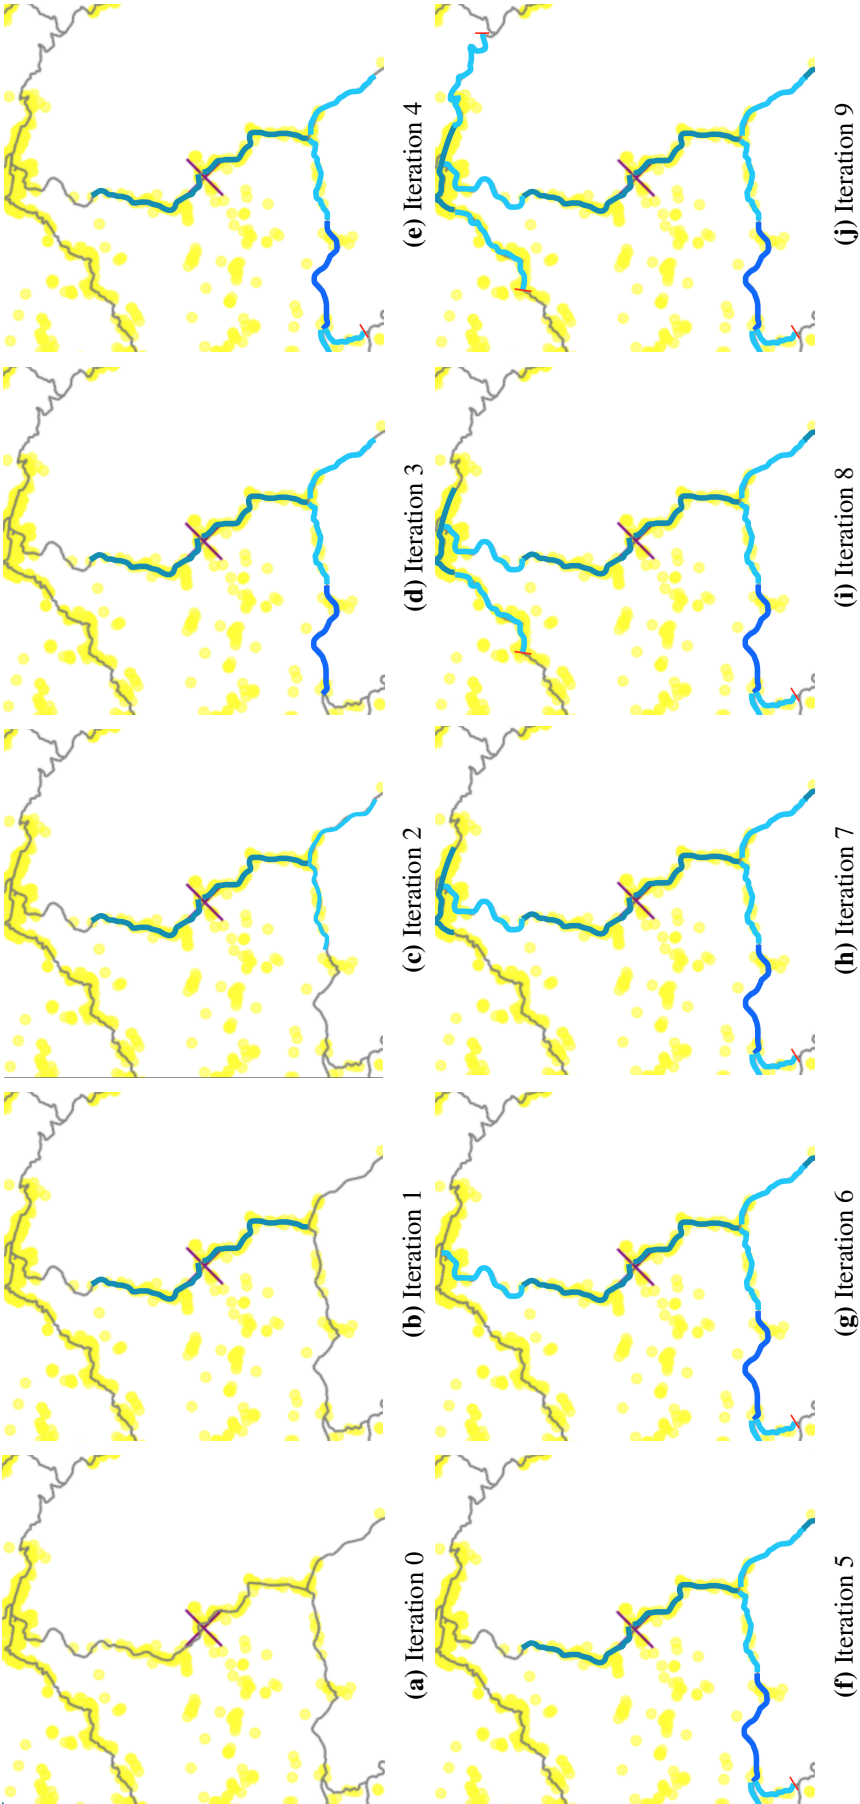 (a) Iteration 0
(b) Iteration 1
(c) Iteration 2
(d) Iteration 3
(e) Iteration 4
(f) Iteration 5
(g) Iteration 6
(h) Iteration 7
(i) Iteration 8
(j) Iteration 9